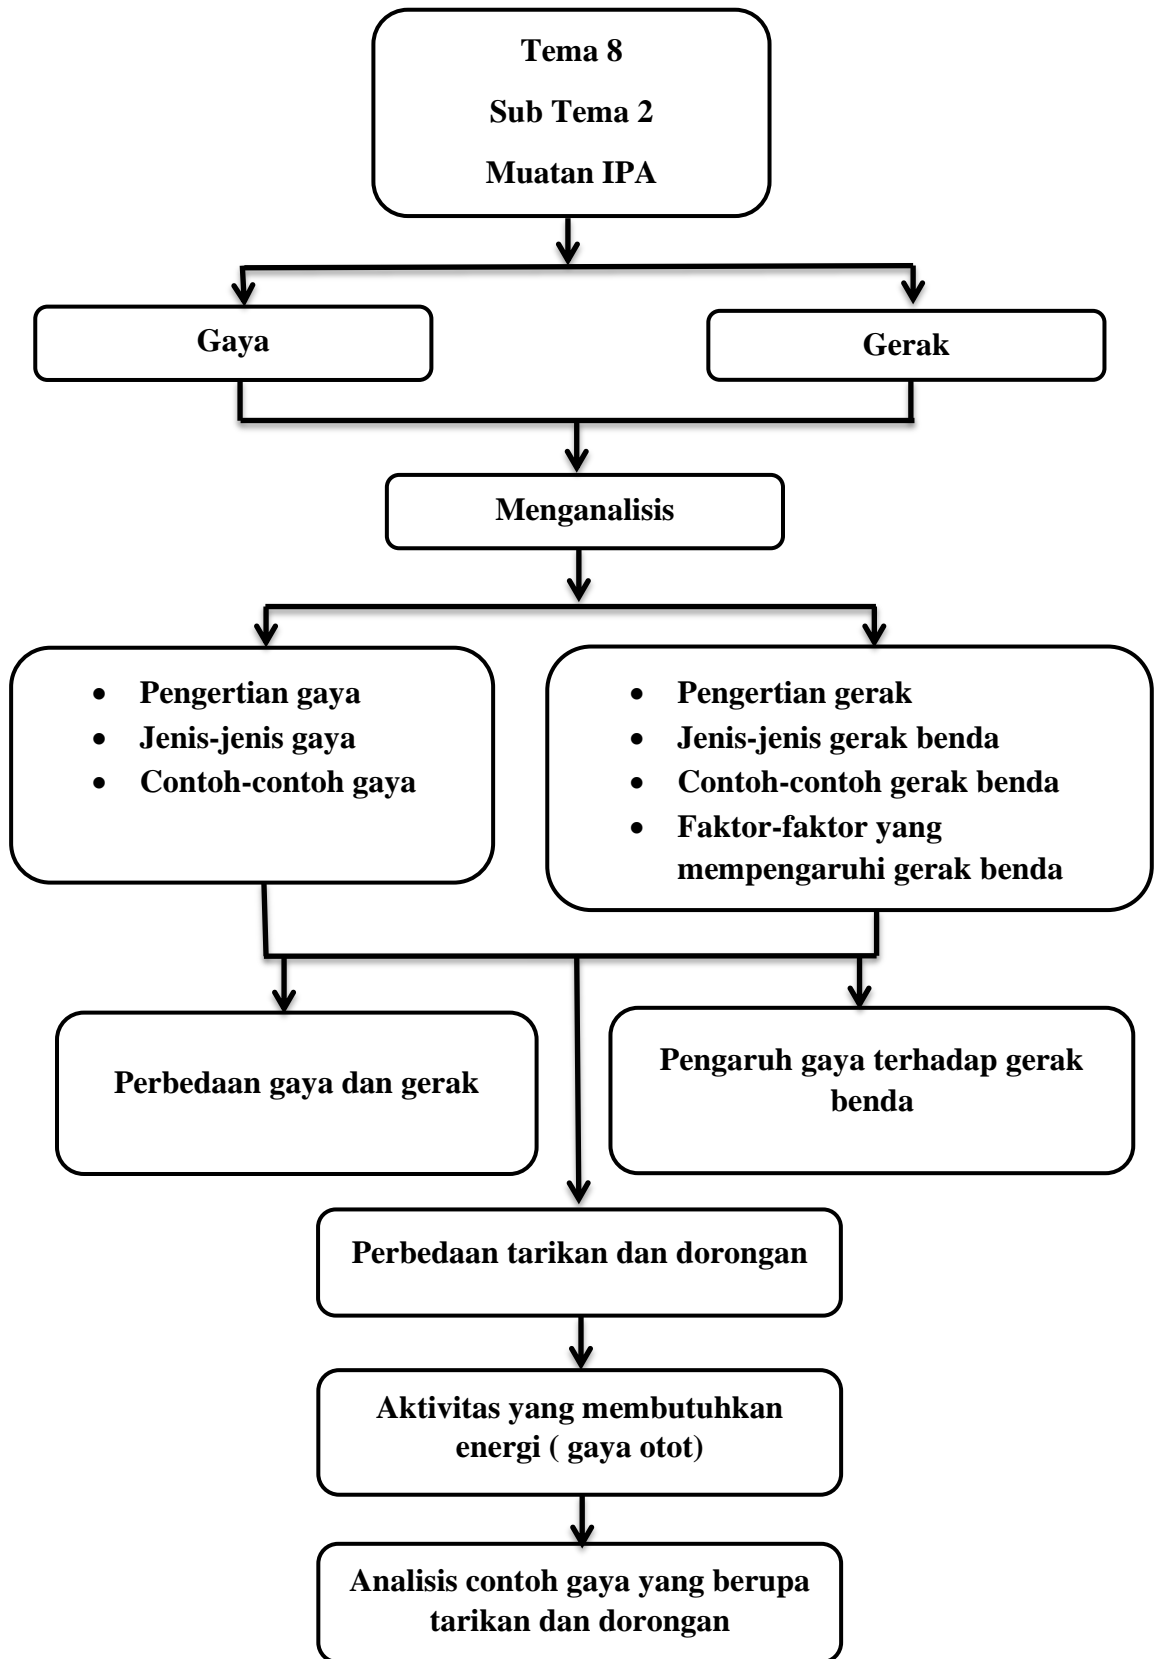 Tema 8
Sub Tema 2
Muatan IPA
Gaya
Gerak
Menganalisis
• Pengertian gaya
• Jenis-jenis gaya
• Contoh-contoh gaya
• Pengertian gerak
• Jenis-jenis gerak benda
• Contoh-contoh gerak benda
• Faktor-faktor yang
mempengaruhi gerak benda
Perbedaan gaya dan gerak
Pengaruh gaya terhadap gerak
benda
Perbedaan tarikan dan dorongan
Aktivitas yang membutuhkan
energi ( gaya otot)
Analisis contoh gaya yang berupa
tarikan dan dorongan